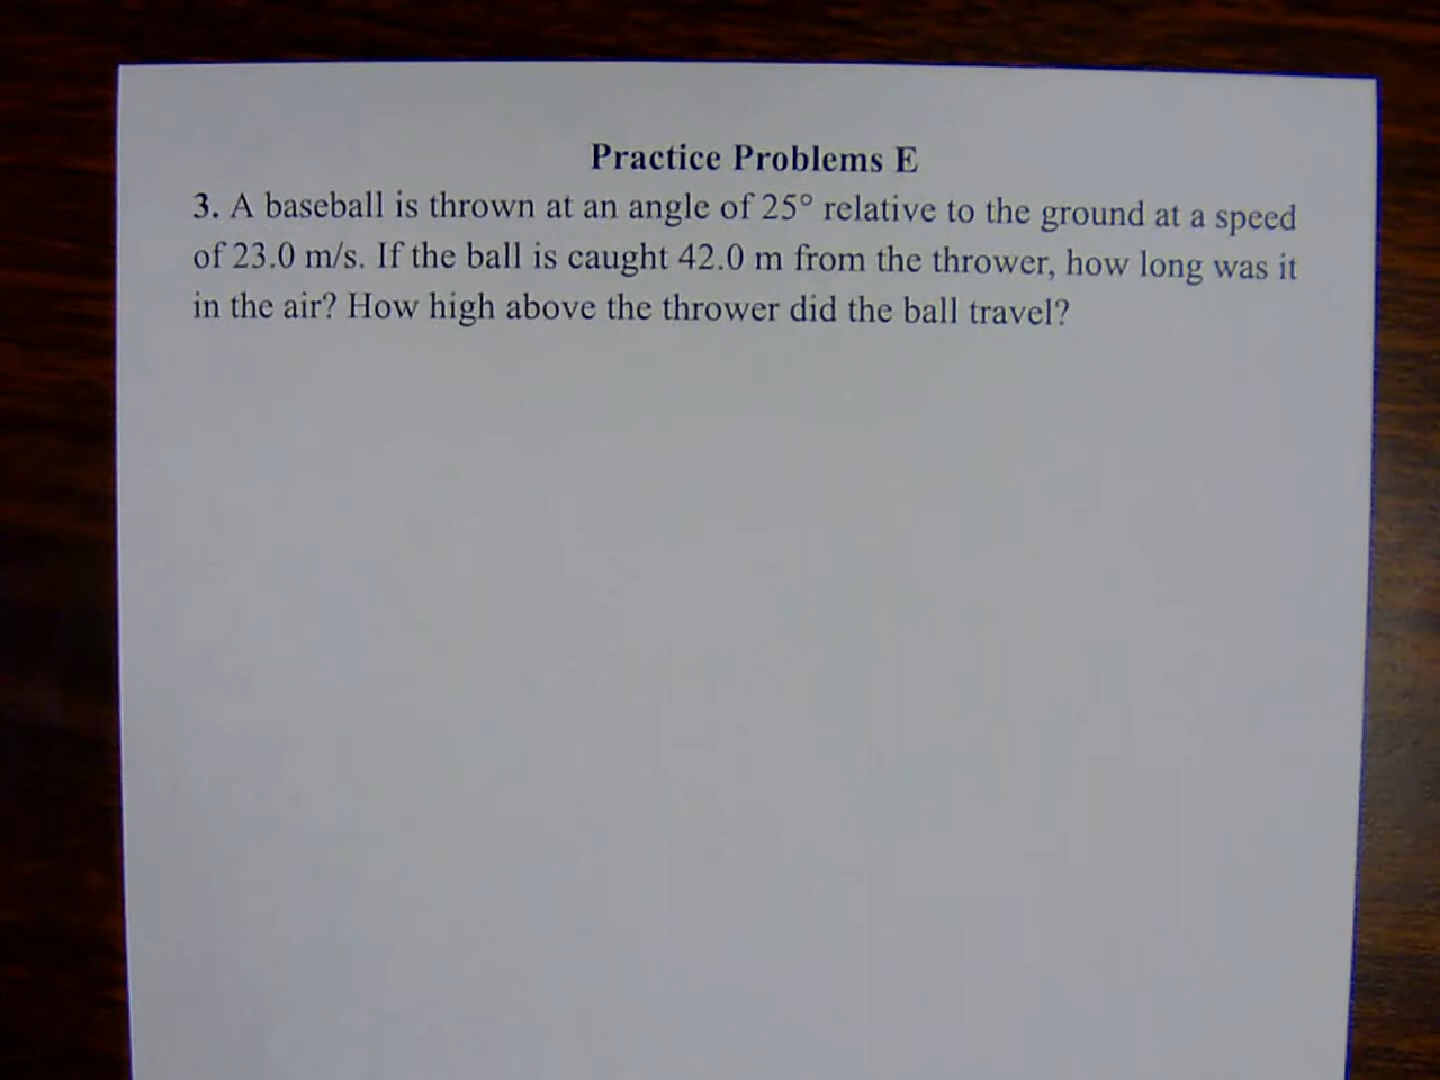 Practice Problems E
3. A baseball is thrown at an angle of 25° relative to the ground at a speed
of 23.0 m/s. If the ball is caught 42.0 m from the thrower, how long was it
in the air? How high above the thrower did the ball travel?